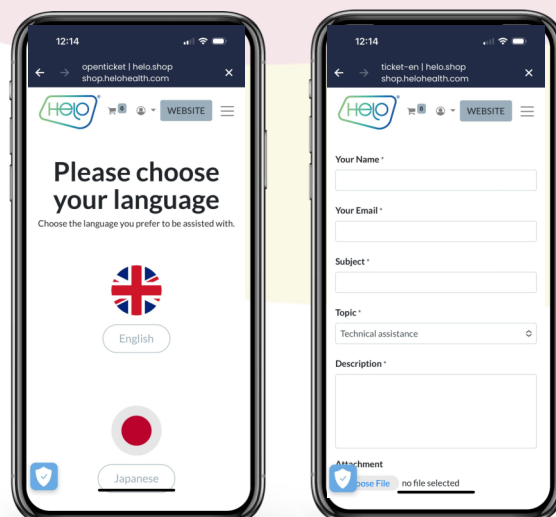 12:14
openticket | helo.shop
shop.helohealth.com
Helo
0
WEBSITE
Please choose
your language
Choose the language you prefer to be assisted with.
English
Japanese
12:14
ticket-en | helo.shop
shop.helohealth.com
Helo
0
WEBSITE
Your Name *
Your Email *
Subject *
Topic *
Technical assistance
Description *
Attachment
oose File no file selected